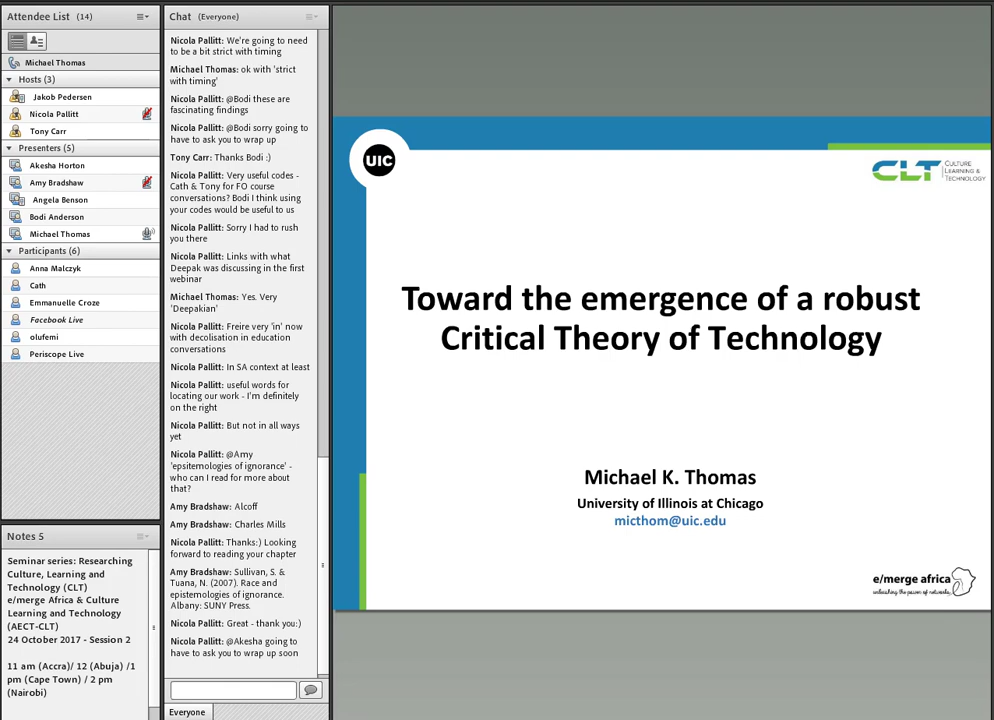 Attendee List (14)
Michael Thomas
Hosts (3)
Jakob Pedersen
Nicola Pallitt
Tony Carr
Presenters (5)
Akesha Horton
Amy Bradshaw
Angela Benson
Bodi Anderson
Michael Thomas
Participants (6)
Anna Malczyk
Cath
Emmanuelle Croze
Facebook Live
olufemi
Periscope Live
Notes 5
Seminar series: Researching
Culture, Learning and
Technology (CLT)
e/merge Africa & Culture
Learning and Technology
(AECT-CLT)
24 October 2017 - Session 2
11 am (Accra)/ 12 (Abuja) /1
pm (Cape Town) / 2 pm
(Nairobi)
Chat (Everyone)
Nicola Pallitt: We're going to need
to be a bit strict with timing
Michael Thomas: ok with 'strict
with timing'
Nicola Pallitt: @Bodi these are
fascinating findings
Nicola Pallitt: @Bodi sorry going to
have to ask you to wrap up
Tony Carr: Thanks Bodi :)
Nicola Pallitt: Very useful codes -
Cath & Tony for FO course
conversations? Bodi I think using
your codes would be useful to us
Nicola Pallitt: Sorry I had to rush
you there
Nicola Pallitt: Links with what
Deepak was discussing in the first
webinar
Michael Thomas: Yes. Very
'Deepakian'
Nicola Pallitt: Freire very 'in' now
with decolisation in education
conversations
Nicola Pallitt: In SA context at least
Nicola Pallitt: useful words for
locating our work - I'm definitely
on the right
Nicola Pallitt: But not in all ways
yet
Nicola Pallitt: @Amy
'epistemologies of ignorance' -
who can I read for more about
that?
Amy Bradshaw: Alcoff
Amy Bradshaw: Charles Mills
Nicola Pallitt: Thanks:) Looking
forward to reading your chapter
Amy Bradshaw: Sullivan, S. &
Tuana, N. (2007). Race and
epistemologies of ignorance.
Albany: SUNY Press.
Nicola Pallitt: Great - thank you:)
Nicola Pallitt: @Akesha going to
have to ask you to wrap up soon
Everyone
UIC
CLT CULTURE
LEARNING &
TECHNOLOGY
Toward the emergence of a robust
Critical Theory of Technology
Michael K. Thomas
University of Illinois at Chicago
micthom@uic.edu
e/merge africa
unleashing the power of networks